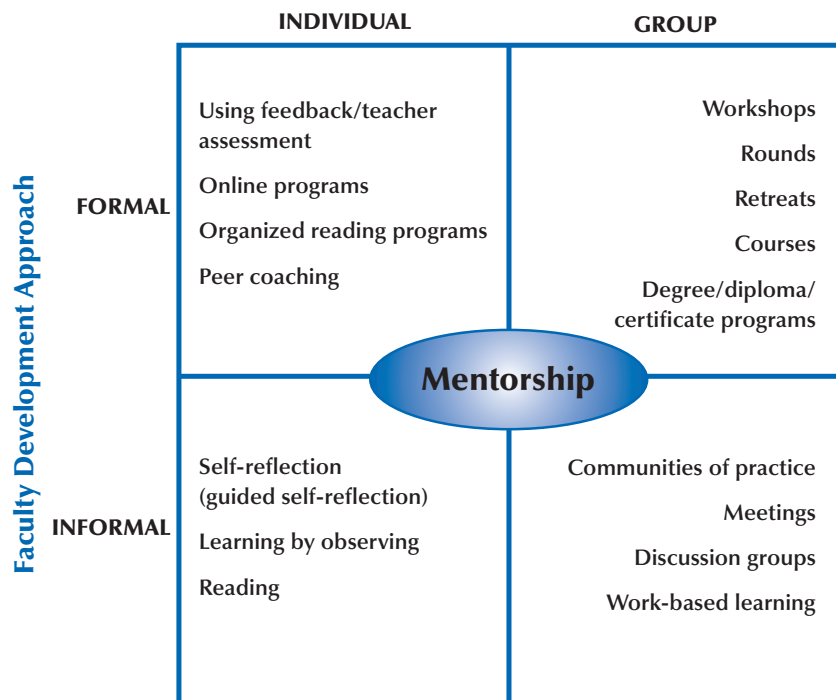 INDIVIDUAL
GROUP
Faculty Development Approach
FORMAL
Using feedback/teacher
assessment
Online programs
Organized reading programs
Peer coaching
Workshops
Rounds
Retreats
Courses
Degree/diploma/
certificate programs
Mentorship
INFORMAL
Self-reflection
(guided self-reflection)
Learning by observing
Reading
Communities of practice
Meetings
Discussion groups
Work-based learning